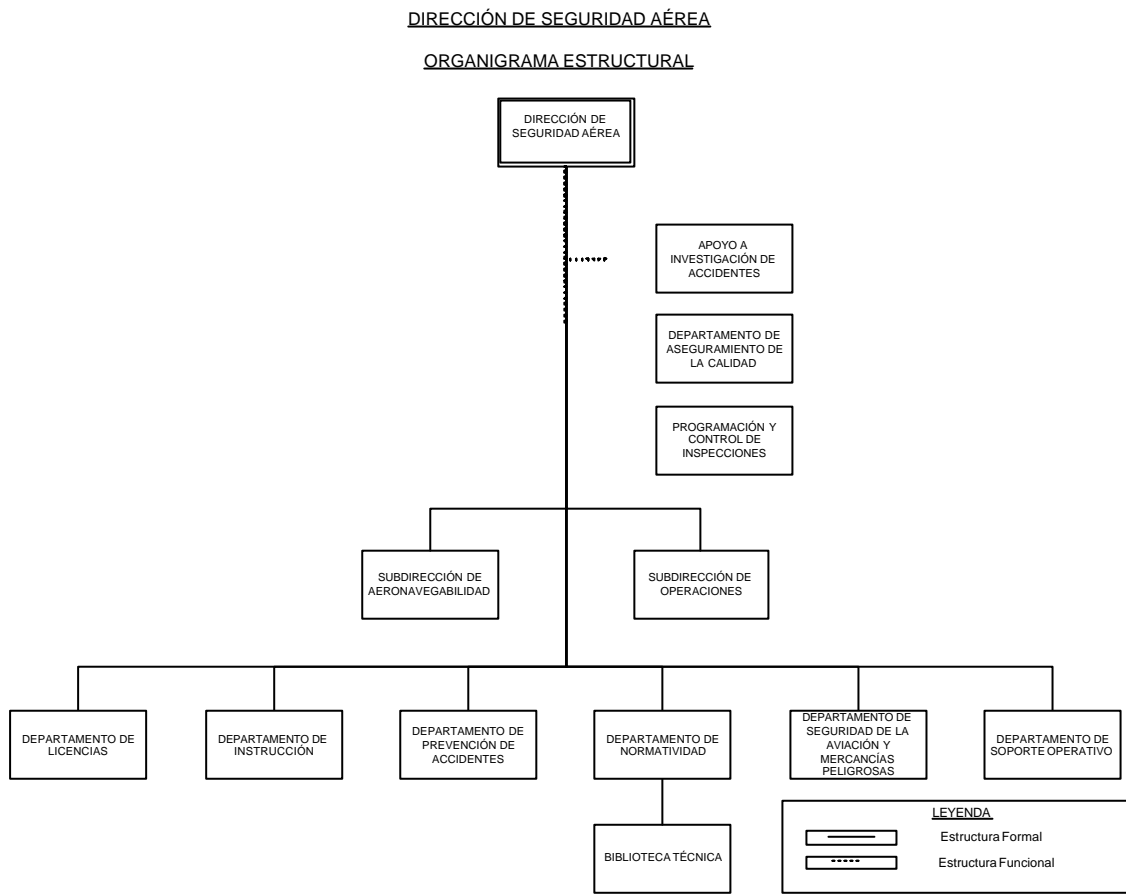 DIRECCIÓN DE SEGURIDAD AÉREA
ORGANIGRAMA ESTRUCTURAL
DIRECCIÓN DE
SEGURIDAD AÉREA
APOYO A
INVESTIGACIÓN DE
ACCIDENTES
DEPARTAMENTO DE
ASEGURAMIENTO DE
LA CALIDAD
PROGRAMACIÓN Y
CONTROL DE
INSPECCIONES
SUBDIRECCIÓN DE
AERONAVEGABILIDAD
SUBDIRECCIÓN DE
OPERACIONES
DEPARTAMENTO DE
LICENCIAS
DEPARTAMENTO DE
INSTRUCCIÓN
DEPARTAMENTO DE
PREVENCIÓN DE
ACCIDENTES
DEPARTAMENTO DE
NORMATIVIDAD
DEPARTAMENTO DE
SEGURIDAD DE LA
AVIACIÓN Y
MERCANCÍAS
PELIGROSAS
DEPARTAMENTO DE
SOPORTE OPERATIVO
BIBLIOTECA TÉCNICA
LEYENDA
Estructura Formal
Estructura Funcional